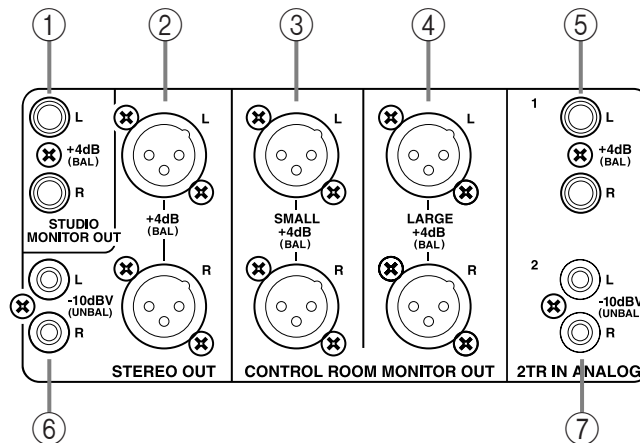 ① ② ③ ④ ⑤
L
+4dB
(BAL)
R
STUDIO
MONITOR OUT
L
-10dBV
(UNBAL)
R
L
+4dB
(BAL)
R
STEREO OUT
L
SMALL
+4dB
(BAL)
R
L
LARGE
+4dB
(BAL)
R
CONTROL ROOM MONITOR OUT
1
L
+4dB
(BAL)
R
2
L
-10dBV
(UNBAL)
R
2TR IN ANALOG
⑥ ⑦